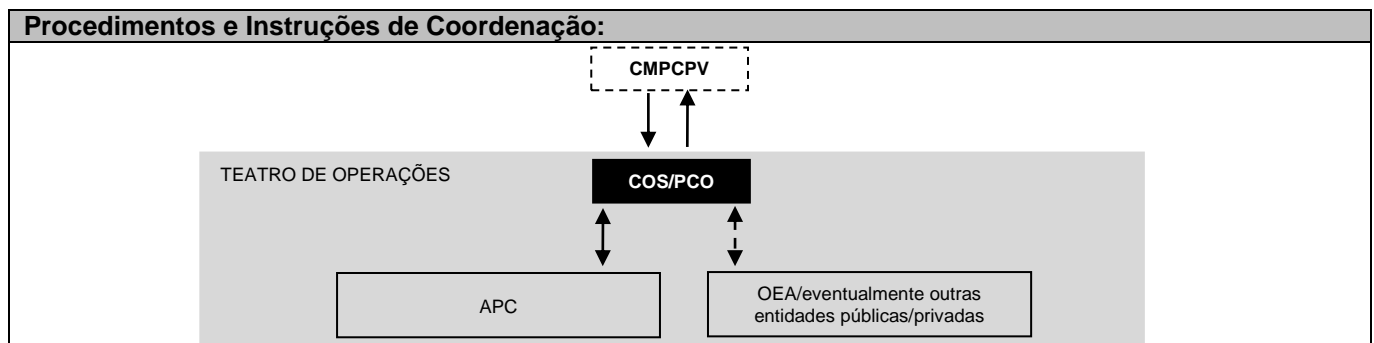 Procedimentos e Instruções de Coordenação:
CMPCPV
TEATRO DE OPERAÇÕES
COS/PCO
APC
OEA/eventualmente outras
entidades públicas/privadas